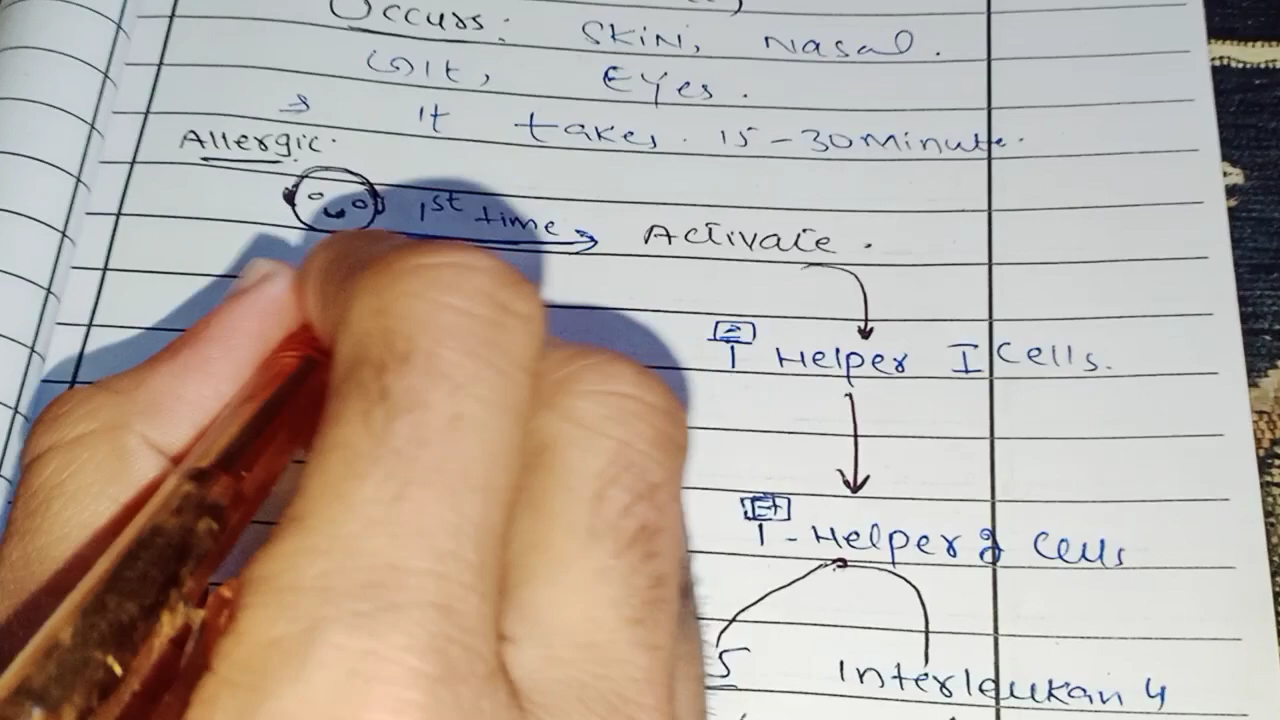 Occurs: Skin, Nasal.
GIt, Eyes.
It takes. 15-30 Minute.
Allergic.
1st time → Activate.
T Helper I Cells.
T-Helper 2 Cells
5 Interleukan 4